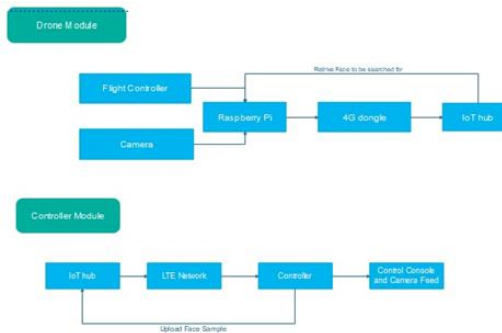 Drone Module
Retrive Face to be searched for
Flight Controller
Raspberry Pi
4G dongle
IoT hub
Camera
Controller Module
IoT hub
LTE Network
Controller
Control Console
and Camera Feed
Upload Face Sample